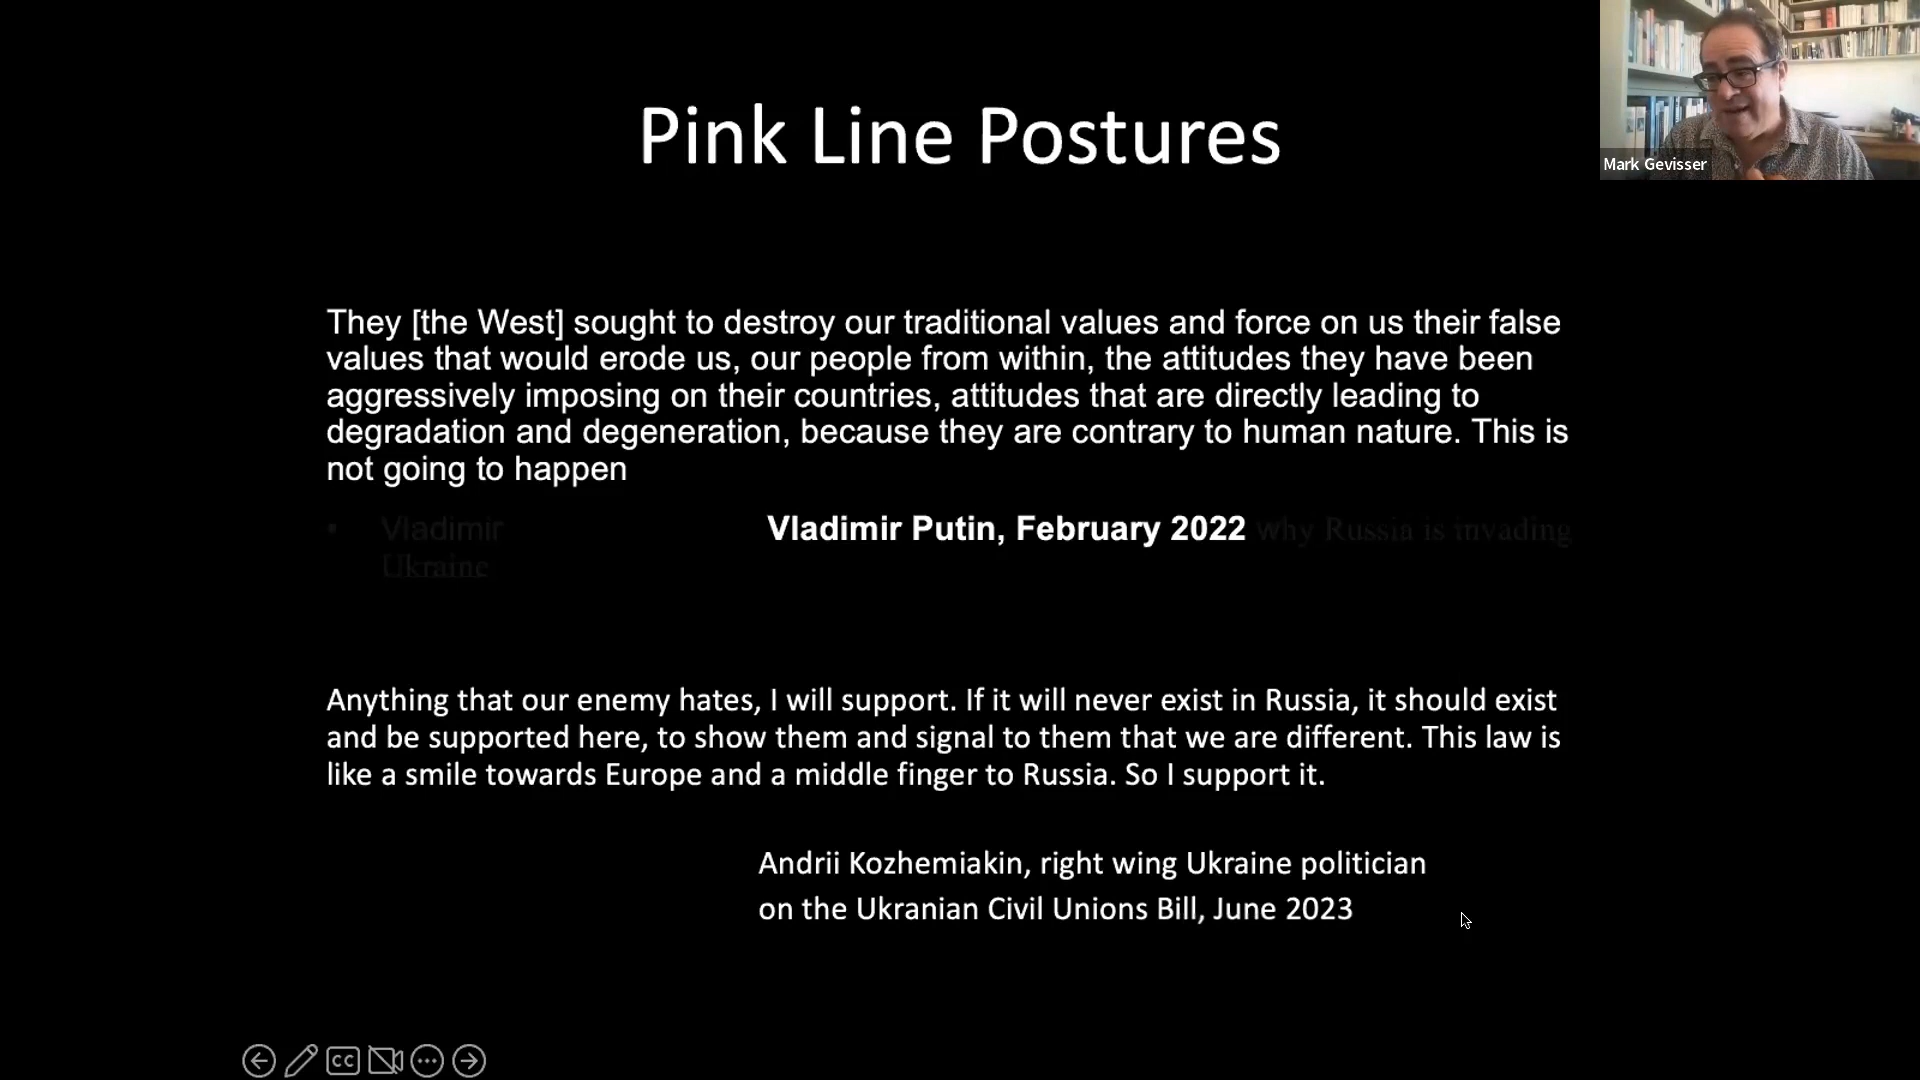 Pink Line Postures
Mark Gevisser
They [the West] sought to destroy our traditional values and force on us their false
values that would erode us, our people from within, the attitudes they have been
aggressively imposing on their countries, attitudes that are directly leading to
degradation and degeneration, because they are contrary to human nature. This is
not going to happen
Vladimir Vladimir Putin, February 2022 why Russia is invading
Ukraine
Anything that our enemy hates, I will support. If it will never exist in Russia, it should exist
and be supported here, to show them and signal to them that we are different. This law is
like a smile towards Europe and a middle finger to Russia. So I support it.
Andrii Kozhemiakin, right wing Ukraine politician
on the Ukranian Civil Unions Bill, June 2023
CC